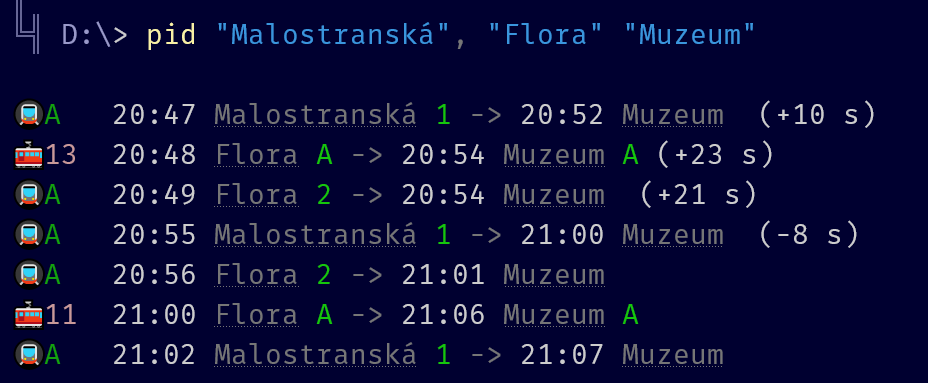 D:\> pid "Malostranská", "Flora" "Muzeum"
A 20:47 Malostranská 1 -> 20:52 Muzeum (+10 s)
13 20:48 Flora A -> 20:54 Muzeum A (+23 s)
A 20:49 Flora 2 -> 20:54 Muzeum (+21 s)
A 20:55 Malostranská 1 -> 21:00 Muzeum (-8 s)
A 20:56 Flora 2 -> 21:01 Muzeum
11 21:00 Flora A -> 21:06 Muzeum A
A 21:02 Malostranská 1 -> 21:07 Muzeum